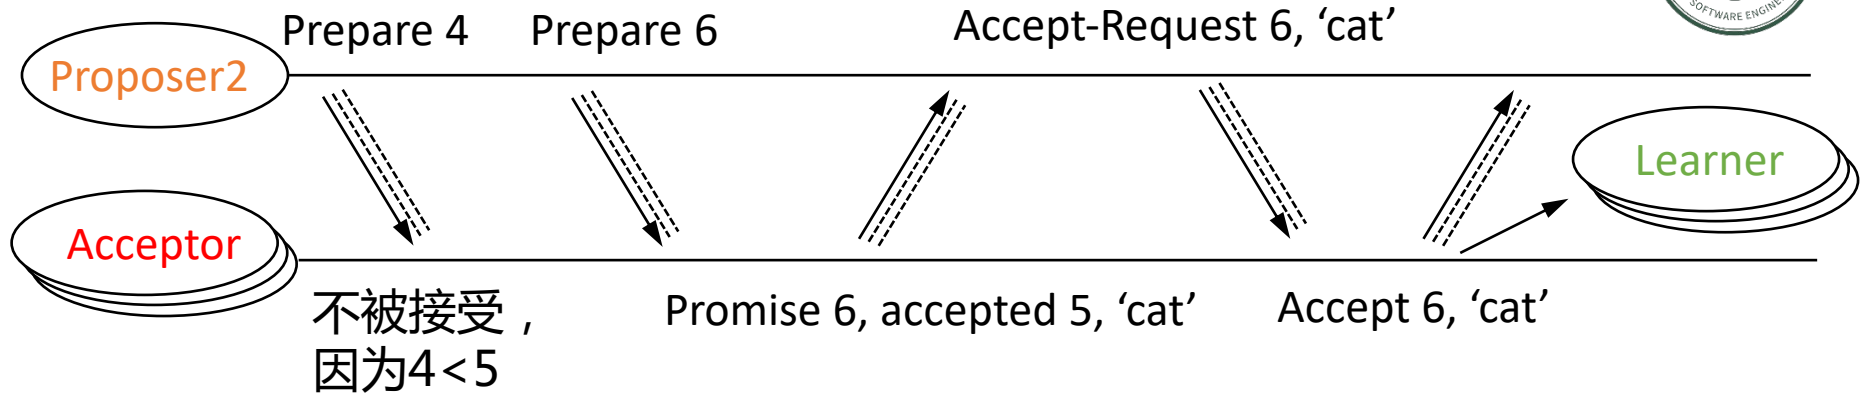 Prepare 4
Prepare 6
Accept-Request 6, ‘cat’
SOFTWARE ENGINE
Proposer2
Learner
Acceptor
不被接受，
因为4<5
Promise 6, accepted 5, ‘cat’
Accept 6, ‘cat’